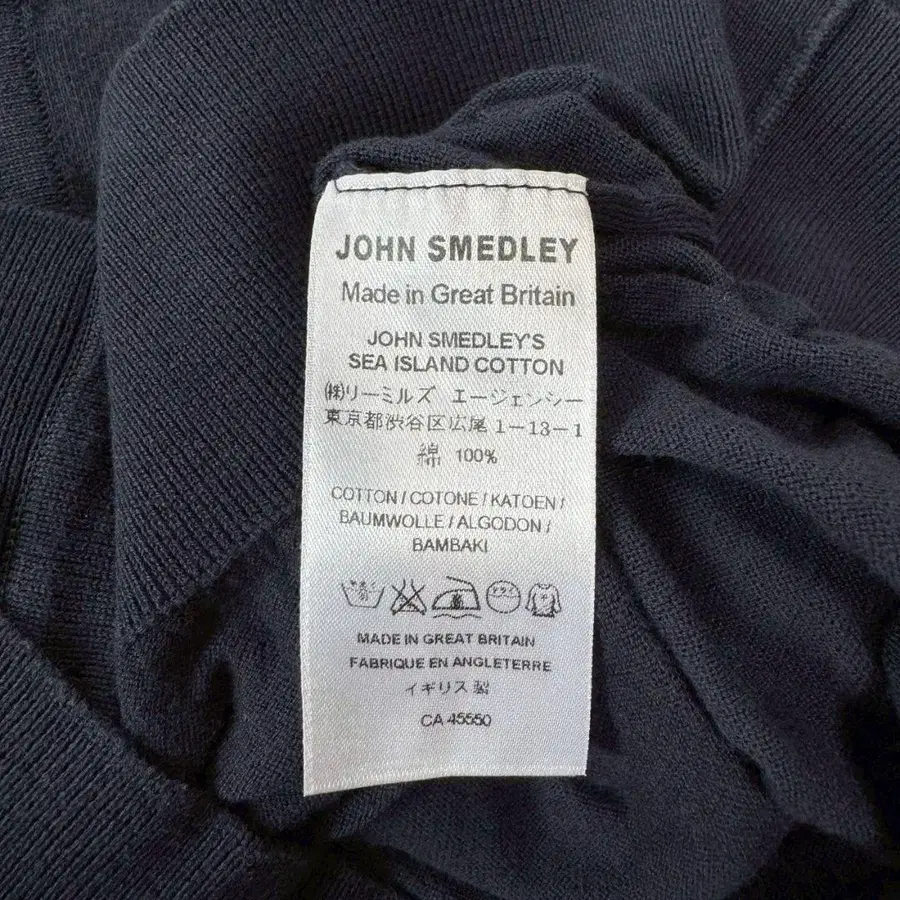 JOHN SMEDLEY
Made in Great Britain
JOHN SMEDLEY'S
SEA ISLAND COTTON
㈱リーミルズ エージェンシー
東京都渋谷区広尾1-13-1
綿 100%
COTTON / COTONE / KATOEN /
BAUMWOLLE / ALGODON /
BAMBAKI
MADE IN GREAT BRITAIN
FABRIQUE EN ANGLETERRE
イギリス製
CA 45550